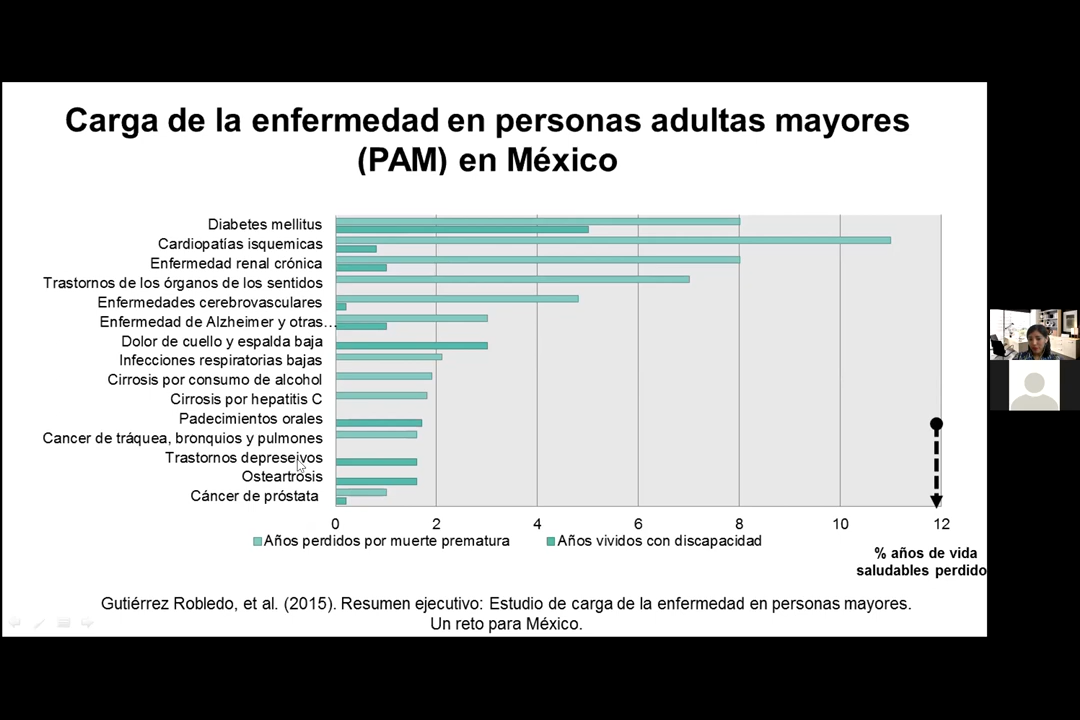 Carga de la enfermedad en personas adultas mayores
(PAM) en México
Diabetes mellitus
Cardiopatías isquemicas
Enfermedad renal crónica
Trastornos de los órganos de los sentidos
Enfermedades cerebrovasculares
Enfermedad de Alzheimer y otras…
Dolor de cuello y espalda baja
Infecciones respiratorias bajas
Cirrosis por consumo de alcohol
Cirrosis por hepatitis C
Padecimientos orales
Cancer de tráquea, bronquios y pulmones
Trastornos depreseivos
Osteartrosis
Cáncer de próstata
0 2 4 6 8 10 12
Años perdidos por muerte prematura Años vividos con discapacidad
% años de vida
saludables perdido
Gutiérrez Robledo, et al. (2015). Resumen ejecutivo: Estudio de carga de la enfermedad en personas mayores.
Un reto para México.